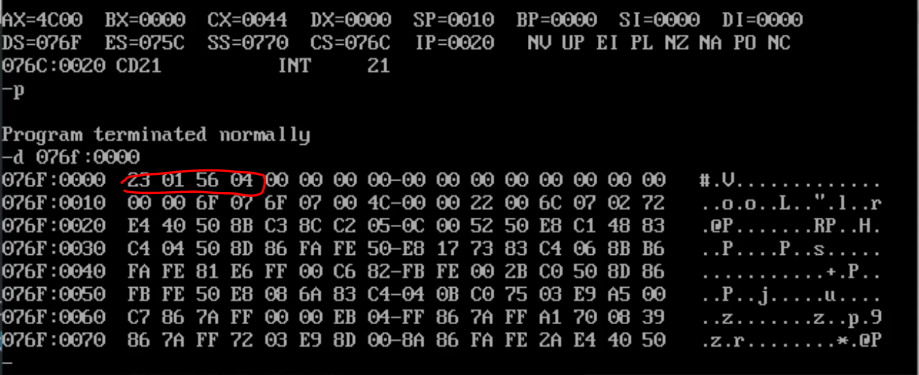 AX=4C00 BX=0000 CX=0044 DX=0000 SP=0010 BP=0000 SI=0000 DI=0000
DS=076F ES=075C SS=0770 CS=076C IP=0020 NV UP EI PL NZ NA PO NC
076C:0020 CD21 INT 21
-p

Program terminated normally
-d 076f:0000
076F:0000 23 01 56 04 00 00 00 00-00 00 00 00 00 00 00 00 #.V.............
076F:0010 00 00 6F 07 6F 07 00 4C-00 00 22 00 6C 07 02 72 ..o.o..L..".l..r
076F:0020 E4 40 50 8B C3 8C C2 05-0C 00 52 50 E8 C1 48 83 .@P.......RP..H.
076F:0030 C4 04 50 8D 86 FA FE 50-E8 17 73 83 C4 06 8B B6 ..P....P..s.....
076F:0040 FA FE 81 E6 FF 00 C6 82-FB FE 00 2B C0 50 8D 86 ...........+.P..
076F:0050 FB FE 50 E8 08 6A 83 C4-04 0B C0 75 03 E9 A5 00 ..P..j.....u....
076F:0060 C7 86 7A FF 00 00 EB 04-FF 86 7A FF A1 70 08 39 ..z.......z..p.9
076F:0070 86 7A FF 72 03 E9 8D 00-8A 86 FA FE 2A E4 40 50 .z.r........*.@P
-